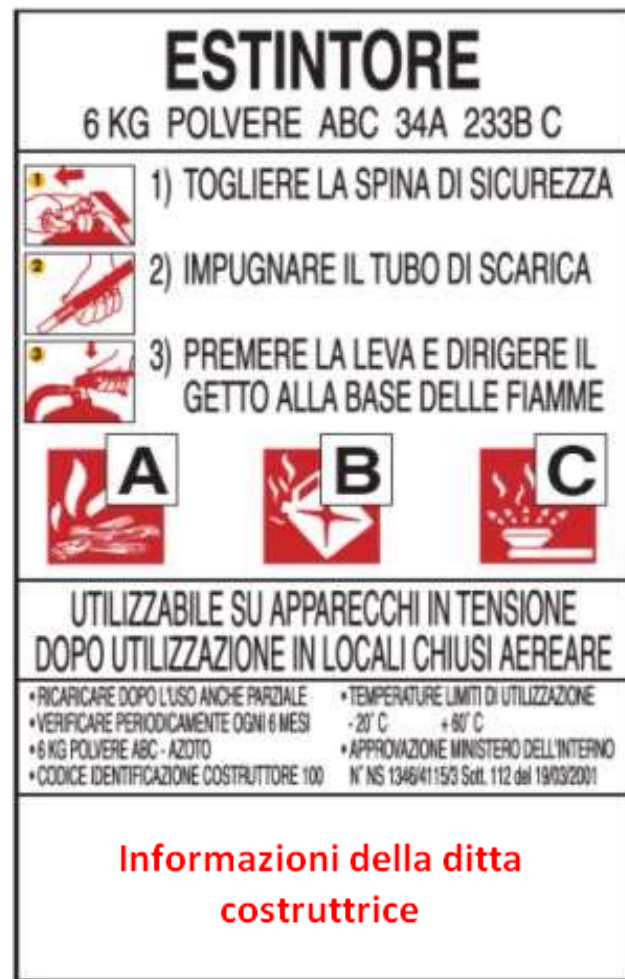 ESTINTORE
6 KG POLVERE ABC 34A 233B C
1
1) TOGLIERE LA SPINA DI SICUREZZA
2
2) IMPUGNARE IL TUBO DI SCARICA
3
3) PREMERE LA LEVA E DIRIGERE IL
GETTO ALLA BASE DELLE FIAMME
A B C
UTILIZZABILE SU APPARECCHI IN TENSIONE
DOPO UTILIZZAZIONE IN LOCALI CHIUSI AEREARE
• RICARICARE DOPO L'USO ANCHE PARZIALE
• VERIFICARE PERIODICAMENTE OGNI 6 MESI
• 6 KG POLVERE ABC - AZOTO
• CODICE IDENTIFICAZIONE COSTRUTTORE 100
• TEMPERATURE LIMITI DI UTILIZZAZIONE
- 20° C + 60° C
• APPROVAZIONE MINISTERO DELL'INTERNO
N° NS 1346/4115/3 Sott. 112 del 19/03/2001
Informazioni della ditta
costruttrice